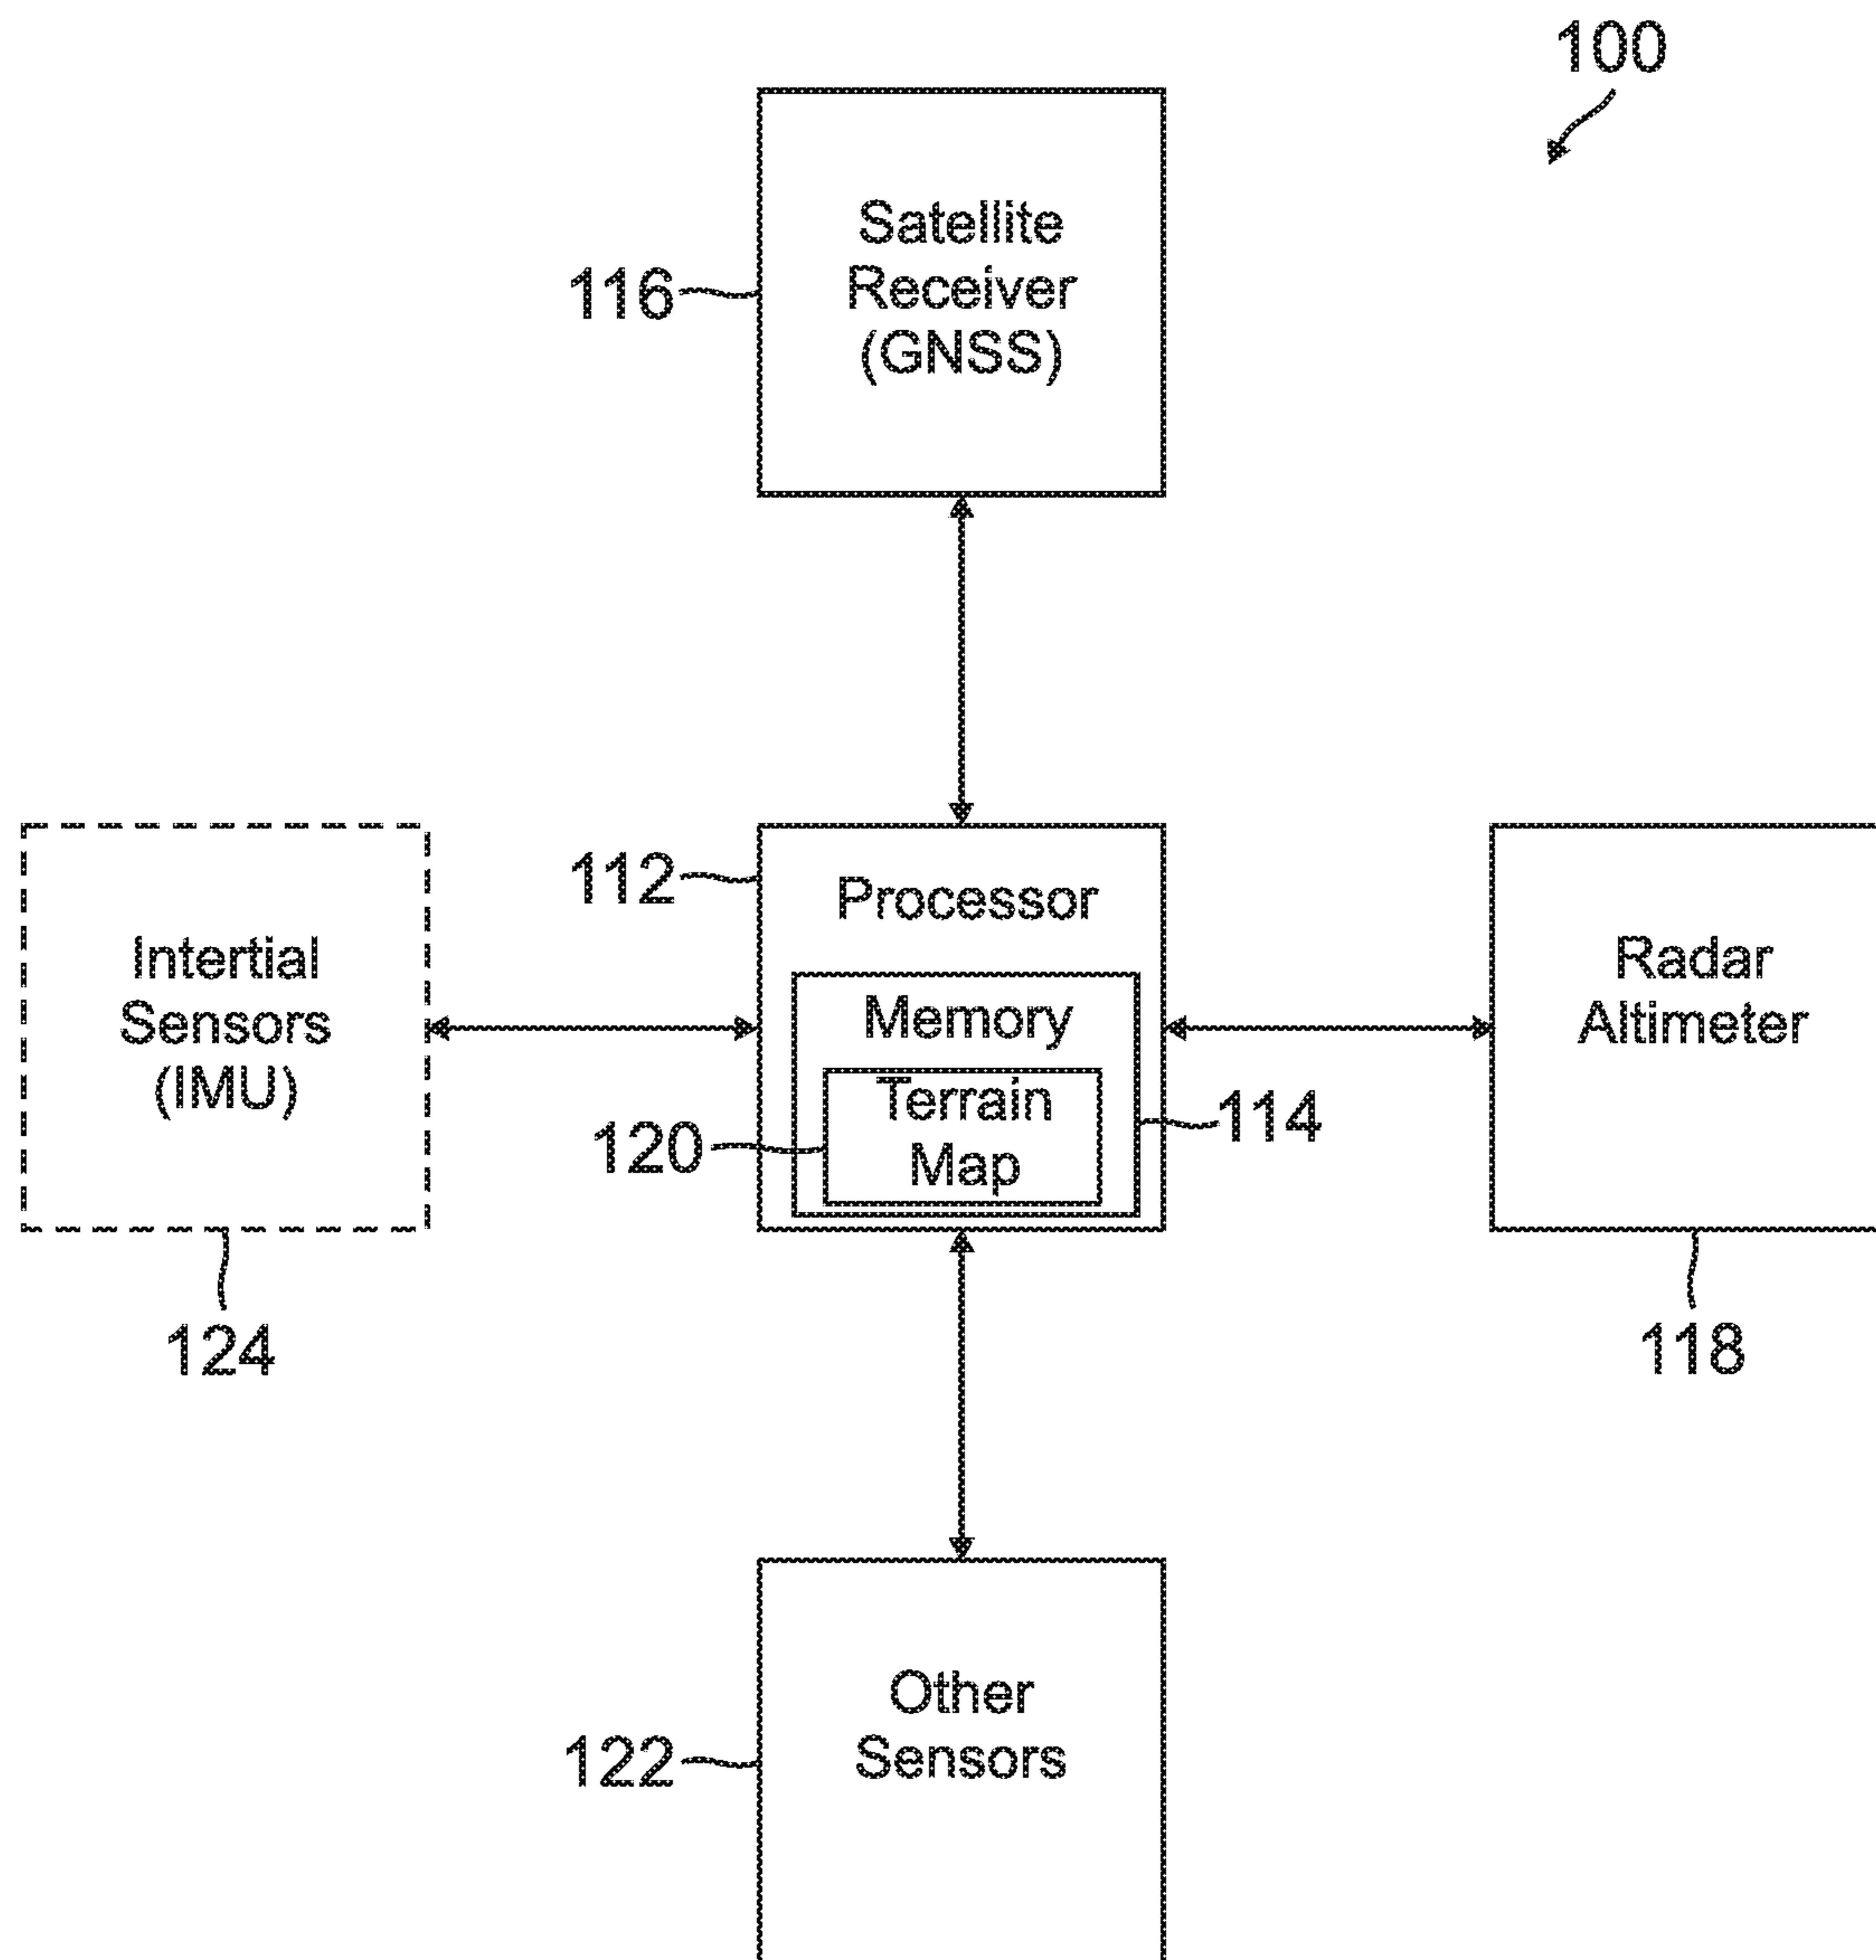 100
Satellite
Receiver
(GNSS)
116
112
Processor
Intertial
Sensors
(IMU)
Memory
Terrain
Map
120
114
Radar
Altimeter
124
118
Other
Sensors
122